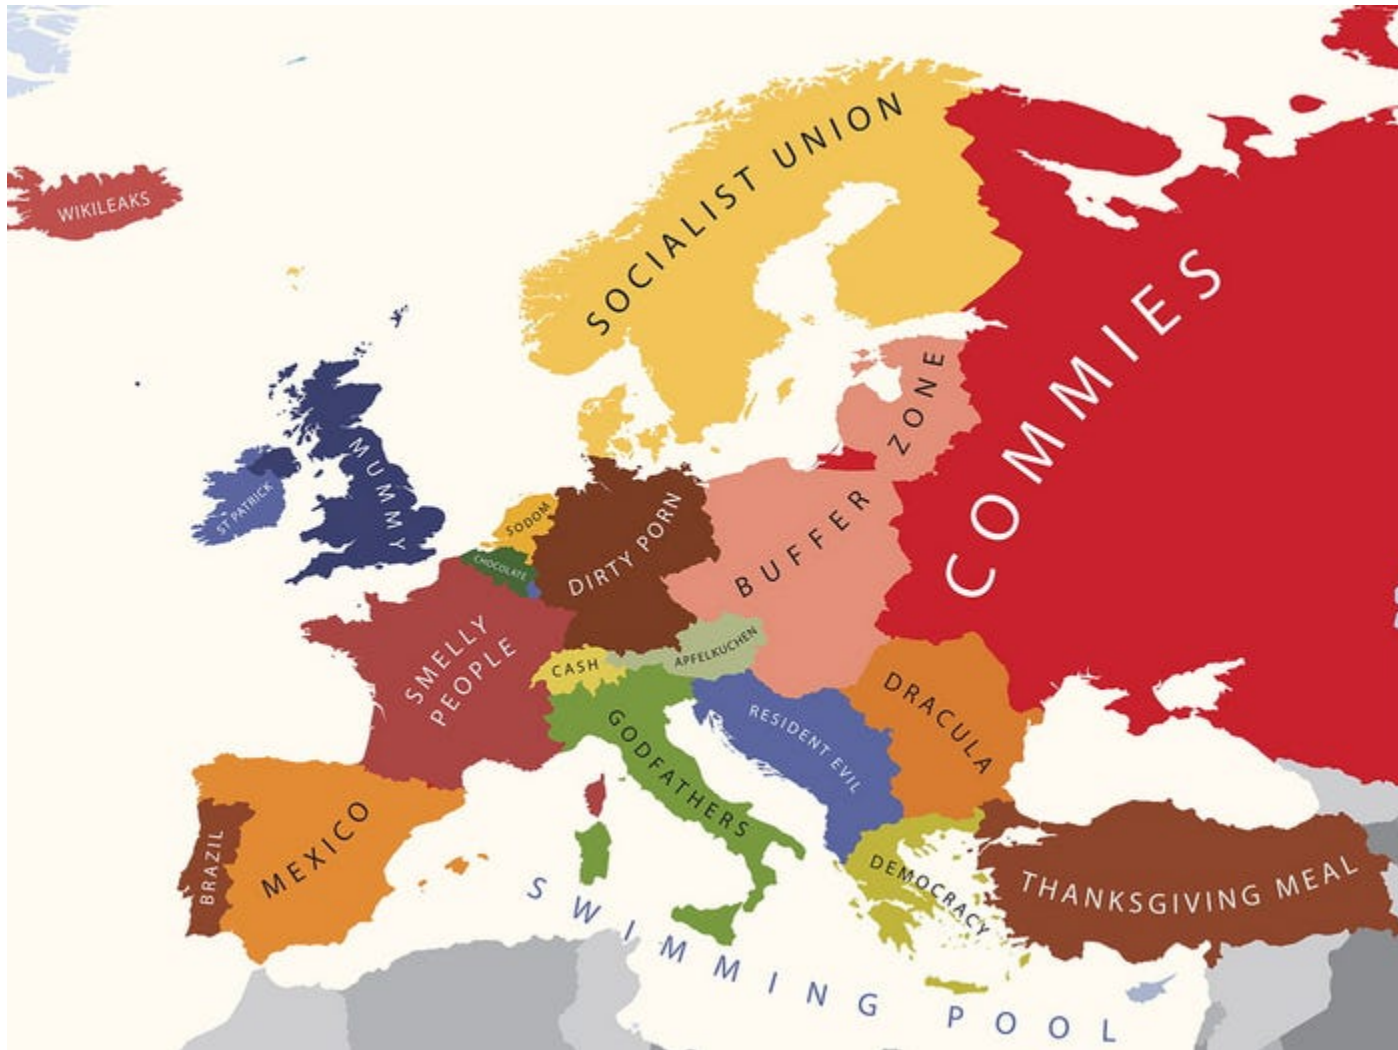 SOCIALIST UNION
WIKILEAKS
COMMIES
ZONE
MUMMY
ST PATRICK
SODOM
DIRTY PORN
BUFFER
CHOCOLATE
SMELLY
PEOPLE
CASH
APFELKUCHEN
DRACULA
GODFATHERS
RESIDENT EVIL
BRAZIL
MEXICO
DEMOCRACY
THANKSGIVING MEAL
SWIMMING POOL